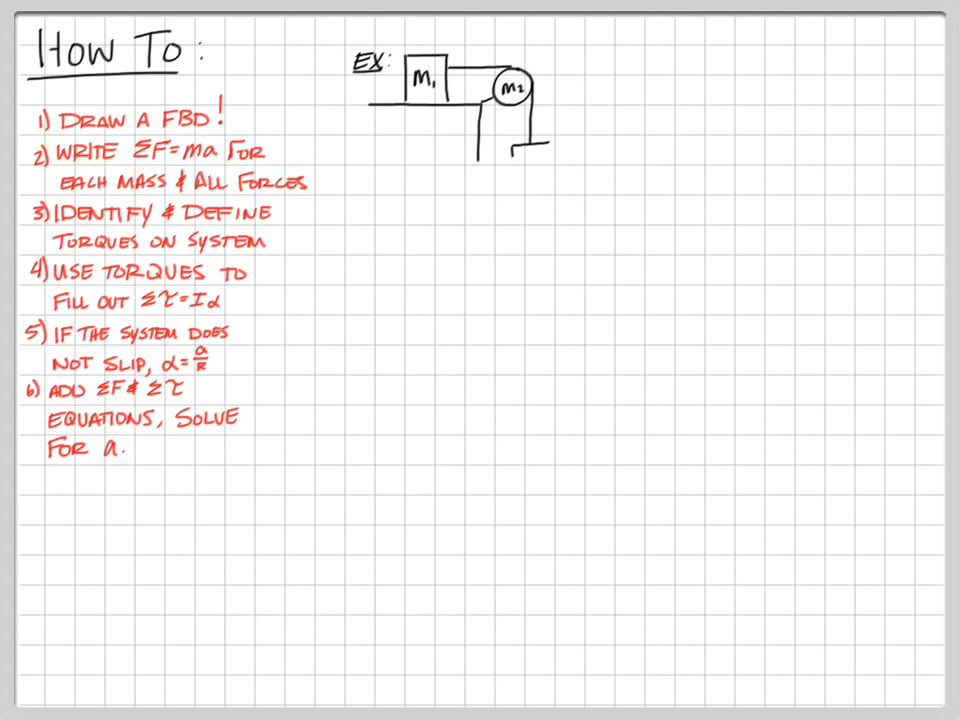 HOW TO:
EX:
M1
M2
1) DRAW A FBD!
2) WRITE ΣF=ma FOR
EACH MASS & ALL FORCES
3) IDENTIFY & DEFINE
TORQUES ON SYSTEM
4) USE TORQUES TO
FILL OUT Στ=Iα
5) IF THE SYSTEM DOES
NOT SLIP, α=a/R
6) ADD ΣF & Στ
EQUATIONS, SOLVE
FOR a.